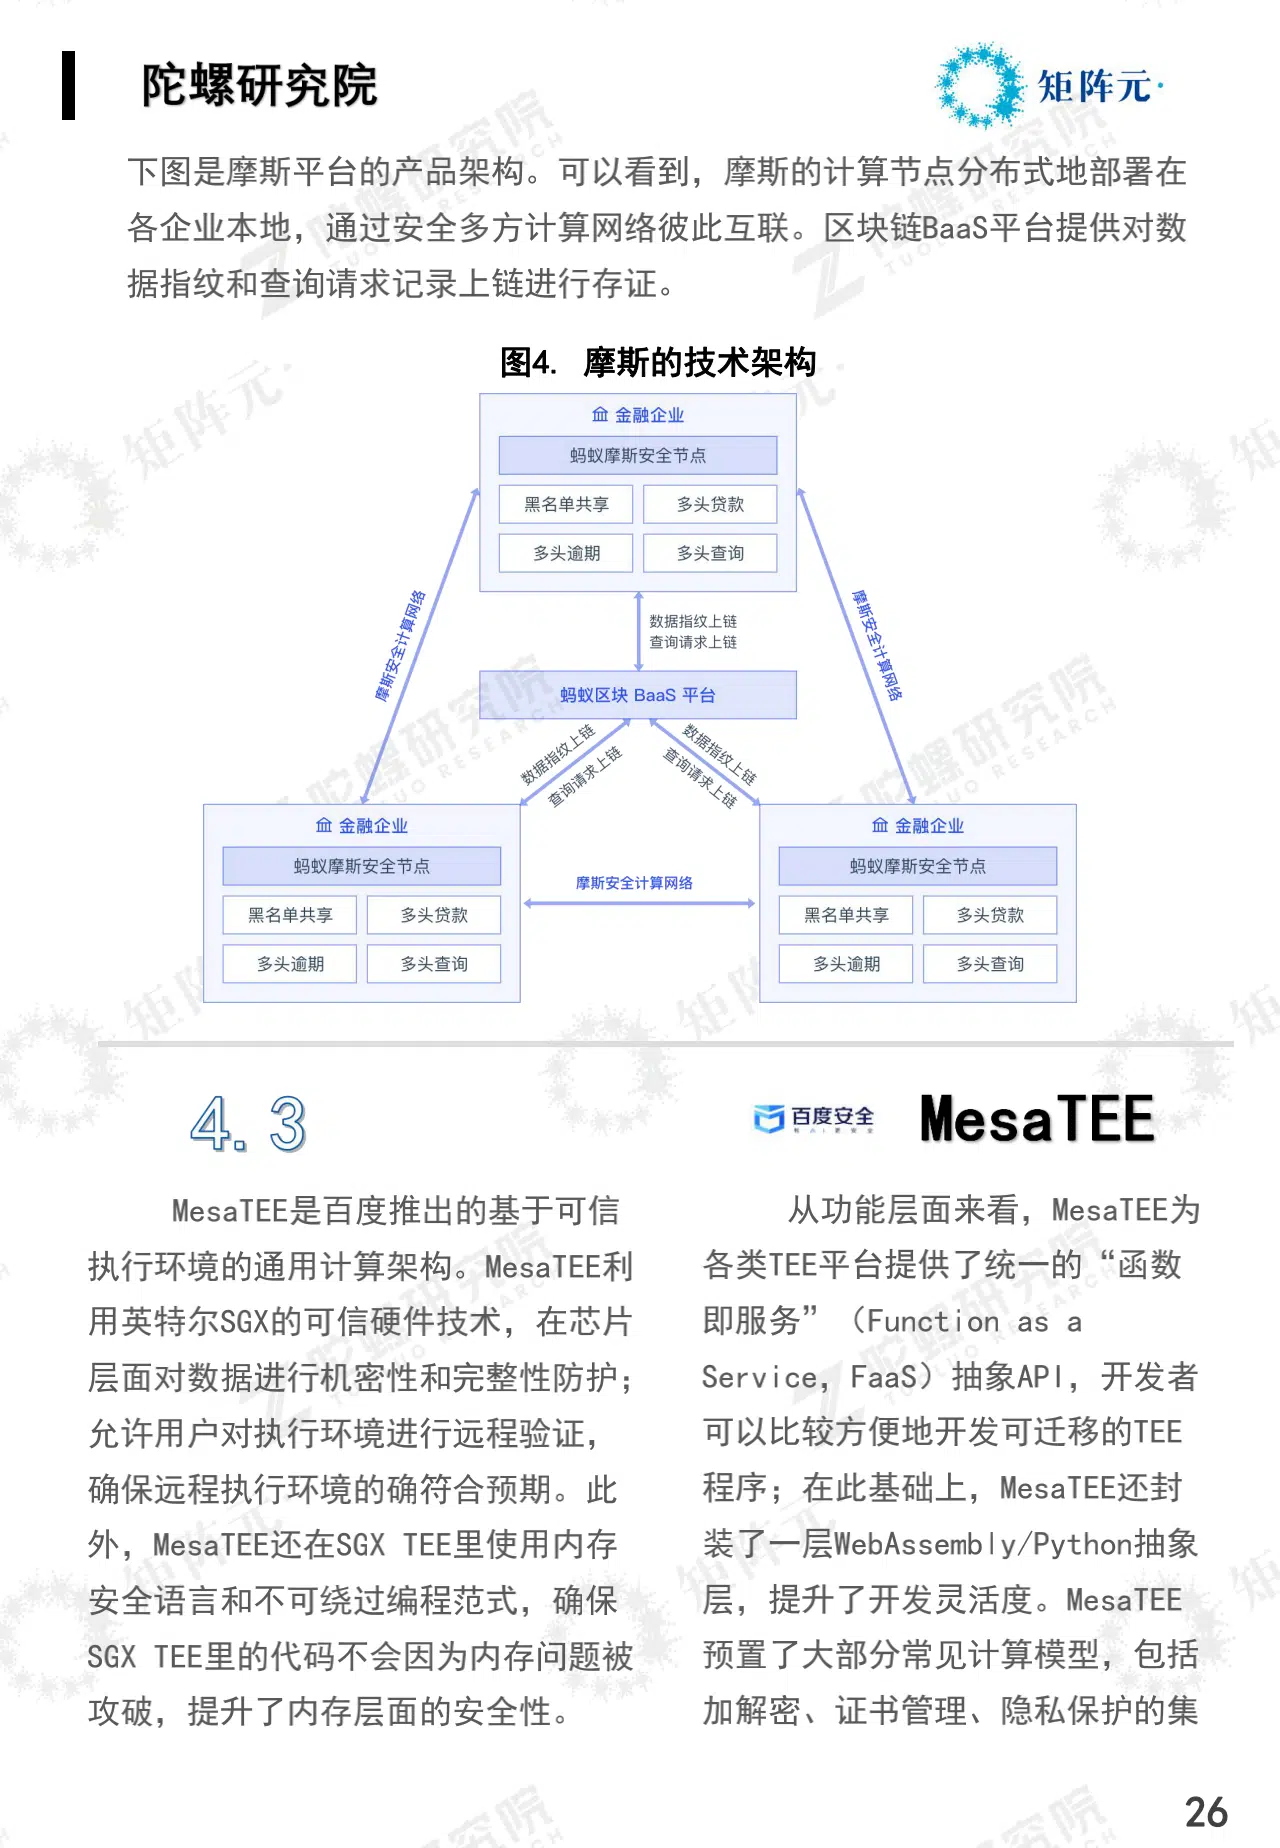 陀螺研究院
矩阵元
下图是摩斯平台的产品架构。可以看到，摩斯的计算节点分布式地部署在
各企业本地，通过安全多方计算网络彼此互联。区块链BaaS平台提供对数
据指纹和查询请求记录上链进行存证。
图4. 摩斯的技术架构
金融企业
蚂蚁摩斯安全节点
黑名单共享 多头贷款
多头逾期 多头查询
摩斯安全计算网络
摩斯安全计算网络
数据指纹上链
查询请求上链
蚂蚁区块 BaaS 平台
数据指纹上链
查询请求上链
数据指纹上链
查询请求上链
金融企业
蚂蚁摩斯安全节点
黑名单共享 多头贷款
多头逾期 多头查询
摩斯安全计算网络
金融企业
蚂蚁摩斯安全节点
黑名单共享 多头贷款
多头逾期 多头查询
4.3
百度安全
MesaTEE
MesaTEE是百度推出的基于可信
执行环境的通用计算架构。MesaTEE利
用英特尔SGX的可信硬件技术，在芯片
层面对数据进行机密性和完整性防护；
允许用户对执行环境进行远程验证，
确保远程执行环境的确符合预期。此
外，MesaTEE还在SGX TEE里使用内存
安全语言和不可绕过编程范式，确保
SGX TEE里的代码不会因为内存问题被
攻破，提升了内存层面的安全性。
从功能层面来看，MesaTEE为
各类TEE平台提供了统一的“函数
即服务”（Function as a
Service，FaaS）抽象API，开发者
可以比较方便地开发可迁移的TEE
程序；在此基础上，MesaTEE还封
装了一层WebAssembly/Python抽象
层，提升了开发灵活度。MesaTEE
预置了大部分常见计算模型，包括
加解密、证书管理、隐私保护的集
26